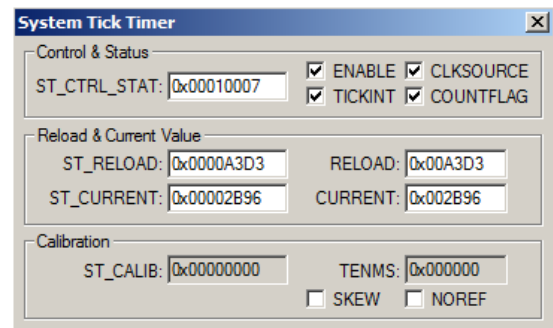 System Tick Timer
Control & Status
ST_CTRL_STAT: 0x00010007
ENABLE CLKSOURCE
TICKINT COUNTFLAG
Reload & Current Value
ST_RELOAD: 0x0000A3D3 RELOAD: 0x00A3D3
ST_CURRENT: 0x00002B96 CURRENT: 0x002B96
Calibration
ST_CALIB: 0x00000000 TENMS: 0x000000
SKEW NOREF